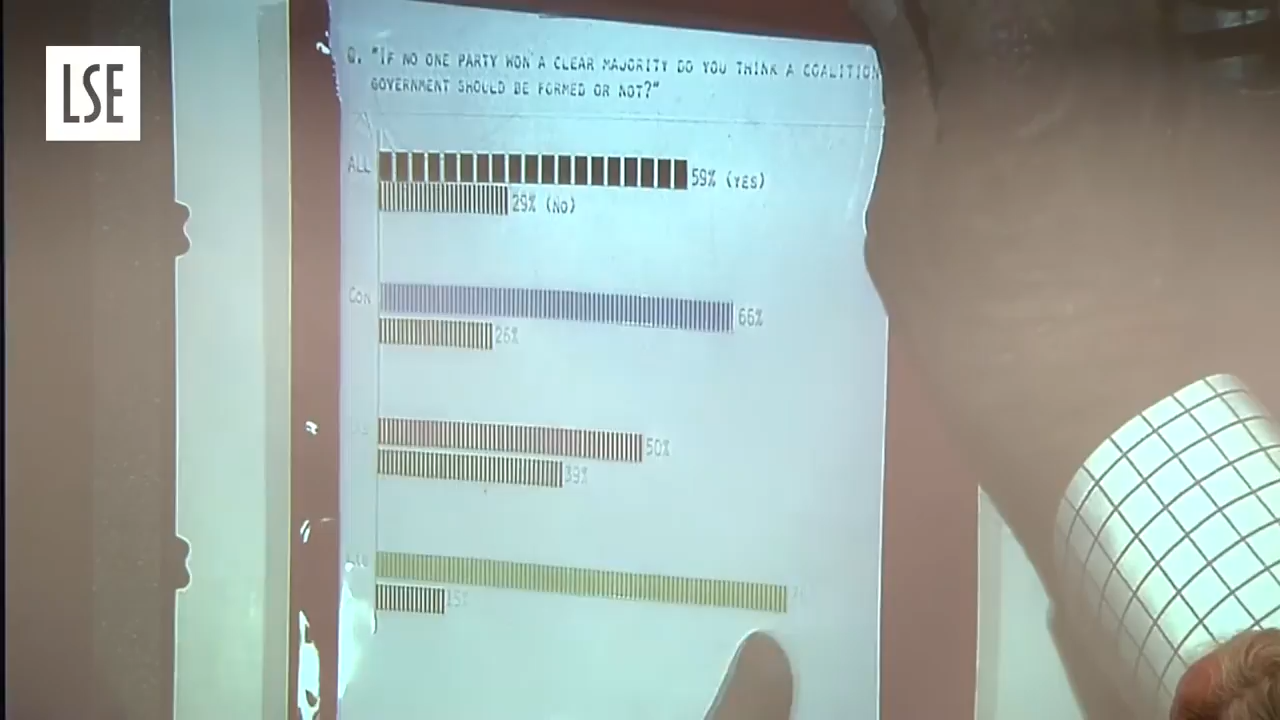 LSE
Q. "IF NO ONE PARTY WON A CLEAR MAJORITY DO YOU THINK A COALITION
GOVERNMENT SHOULD BE FORMED OR NOT?"
ALL
59% (YES)
29% (NO)
CON
66%
26%
50%
39%
LIB
15%